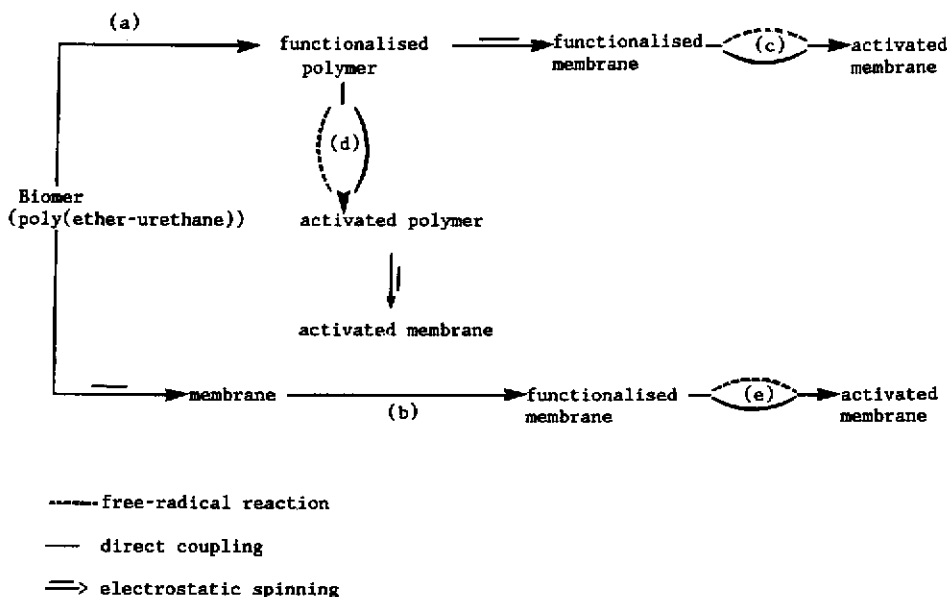 (a)
functionalised
polymer
functionalised
membrane
(c)
activated
membrane
(d)
Biomer
(poly(ether-urethane))
activated polymer
activated membrane
membrane
(b)
functionalised
membrane
(e)
activated
membrane
free-radical reaction
direct coupling
electrostatic spinning